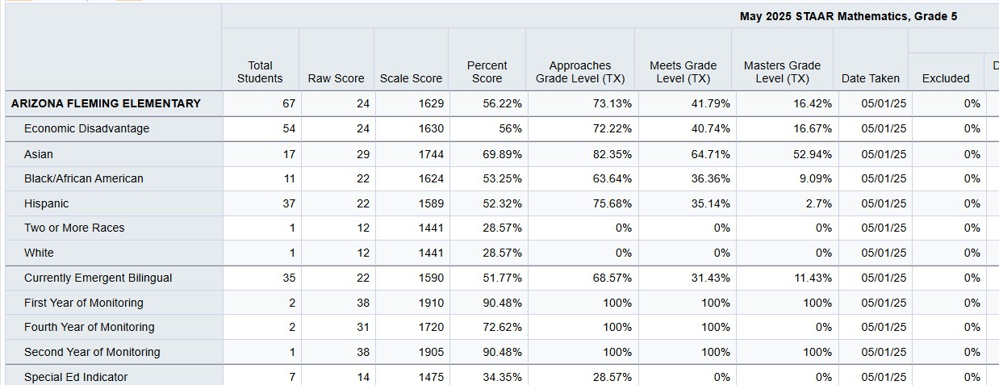 May 2025 STAAR Mathematics, Grade 5
Total Students Raw Score Scale Score Percent Score Approaches Grade Level (TX) Meets Grade Level (TX) Masters Grade Level (TX) Date Taken Excluded D
ARIZONA FLEMING ELEMENTARY 67 24 1629 56.22% 73.13% 41.79% 16.42% 05/01/25 0%
Economic Disadvantage 54 24 1630 56% 72.22% 40.74% 16.67% 05/01/25 0%
Asian 17 29 1744 69.89% 82.35% 64.71% 52.94% 05/01/25 0%
Black/African American 11 22 1624 53.25% 63.64% 36.36% 9.09% 05/01/25 0%
Hispanic 37 22 1589 52.32% 75.68% 35.14% 2.7% 05/01/25 0%
Two or More Races 1 12 1441 28.57% 0% 0% 0% 05/01/25 0%
White 1 12 1441 28.57% 0% 0% 0% 05/01/25 0%
Currently Emergent Bilingual 35 22 1590 51.77% 68.57% 31.43% 11.43% 05/01/25 0%
First Year of Monitoring 2 38 1910 90.48% 100% 100% 100% 05/01/25 0%
Fourth Year of Monitoring 2 31 1720 72.62% 100% 100% 0% 05/01/25 0%
Second Year of Monitoring 1 38 1905 90.48% 100% 100% 100% 05/01/25 0%
Special Ed Indicator 7 14 1475 34.35% 28.57% 0% 0% 05/01/25 0%